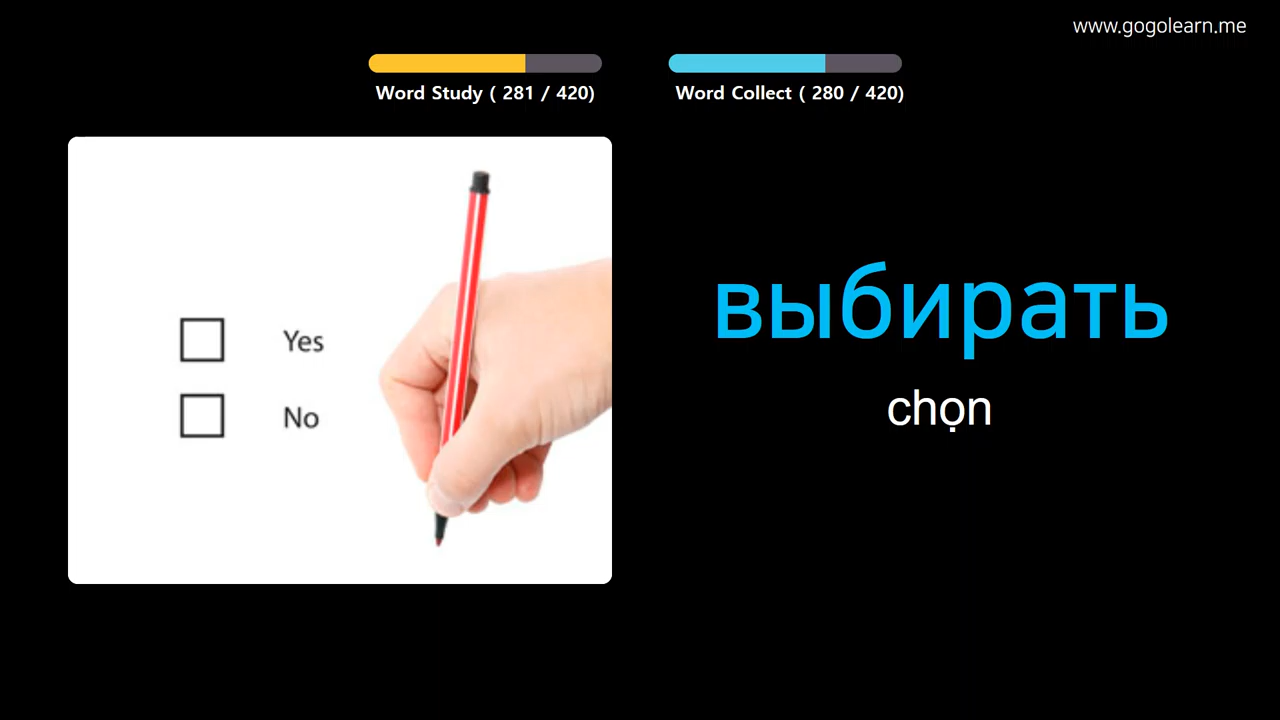 www.gogolearn.me
Word Study ( 281 / 420)
Word Collect ( 280 / 420)
Yes
No
выбирать
chọn